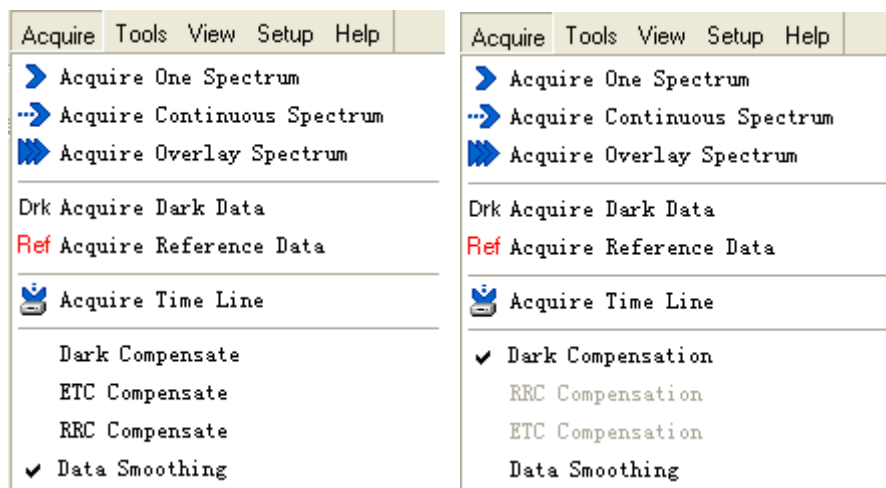 Acquire Tools View Setup Help
Acquire One Spectrum
Acquire Continuous Spectrum
Acquire Overlay Spectrum
Drk Acquire Dark Data
Ref Acquire Reference Data
Acquire Time Line
Dark Compensate
ETC Compensate
RRC Compensate
Data Smoothing
Acquire Tools View Setup Help
Acquire One Spectrum
Acquire Continuous Spectrum
Acquire Overlay Spectrum
Drk Acquire Dark Data
Ref Acquire Reference Data
Acquire Time Line
Dark Compensation
RRC Compensation
ETC Compensation
Data Smoothing